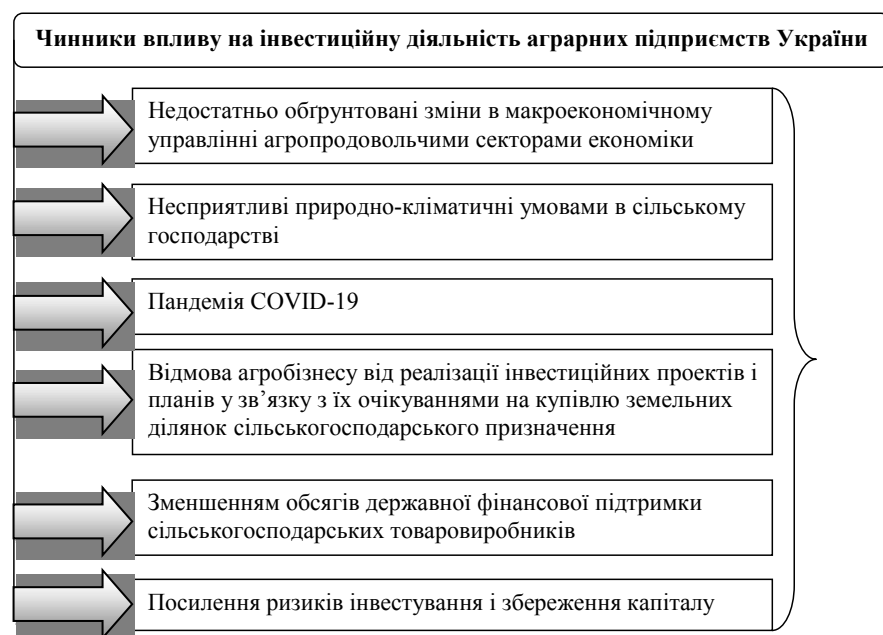 Чинники впливу на інвестиційну діяльність аграрних підприємств України
Недостатньо обґрунтовані зміни в макроекономічному
управлінні агропродовольчими секторами економіки
Несприятливі природно-кліматичні умовами в сільському
господарстві
Пандемія COVID-19
Відмова агробізнесу від реалізації інвестиційних проектів і
планів у зв’язку з їх очікуваннями на купівлю земельних
ділянок сільськогосподарського призначення
Зменшенням обсягів державної фінансової підтримки
сільськогосподарських товаровиробників
Посилення ризиків інвестування і збереження капіталу